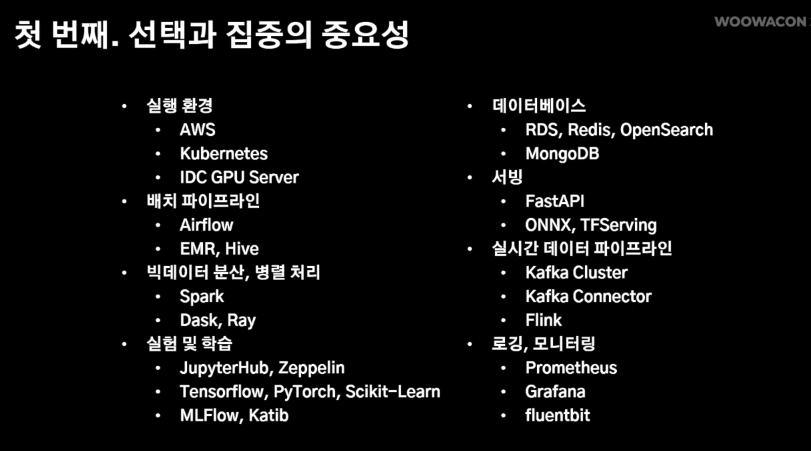 WOOWACON
첫 번째. 선택과 집중의 중요성
• 실행 환경
• AWS
• Kubernetes
• IDC GPU Server
• 배치 파이프라인
• Airflow
• EMR, Hive
• 빅데이터 분산, 병렬 처리
• Spark
• Dask, Ray
• 실험 및 학습
• JupyterHub, Zeppelin
• Tensorflow, PyTorch, Scikit-Learn
• MLFlow, Katib
• 데이터베이스
• RDS, Redis, OpenSearch
• MongoDB
• 서빙
• FastAPI
• ONNX, TFServing
• 실시간 데이터 파이프라인
• Kafka Cluster
• Kafka Connector
• Flink
• 로깅, 모니터링
• Prometheus
• Grafana
• fluentbit